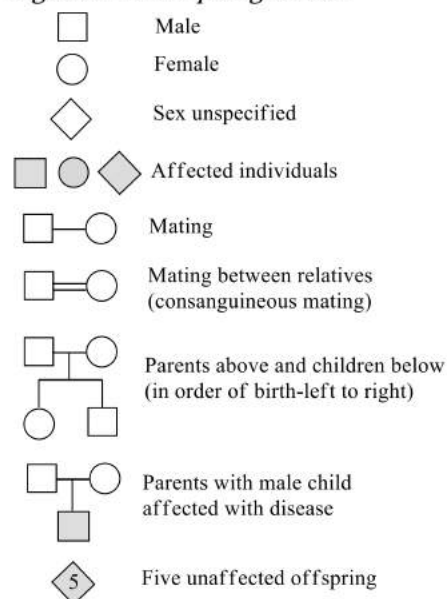 Male
Female
Sex unspecified
Affected individuals
Mating
Mating between relatives
(consanguineous mating)
Parents above and children below
(in order of birth-left to right)
Parents with male child
affected with disease
5
Five unaffected offspring